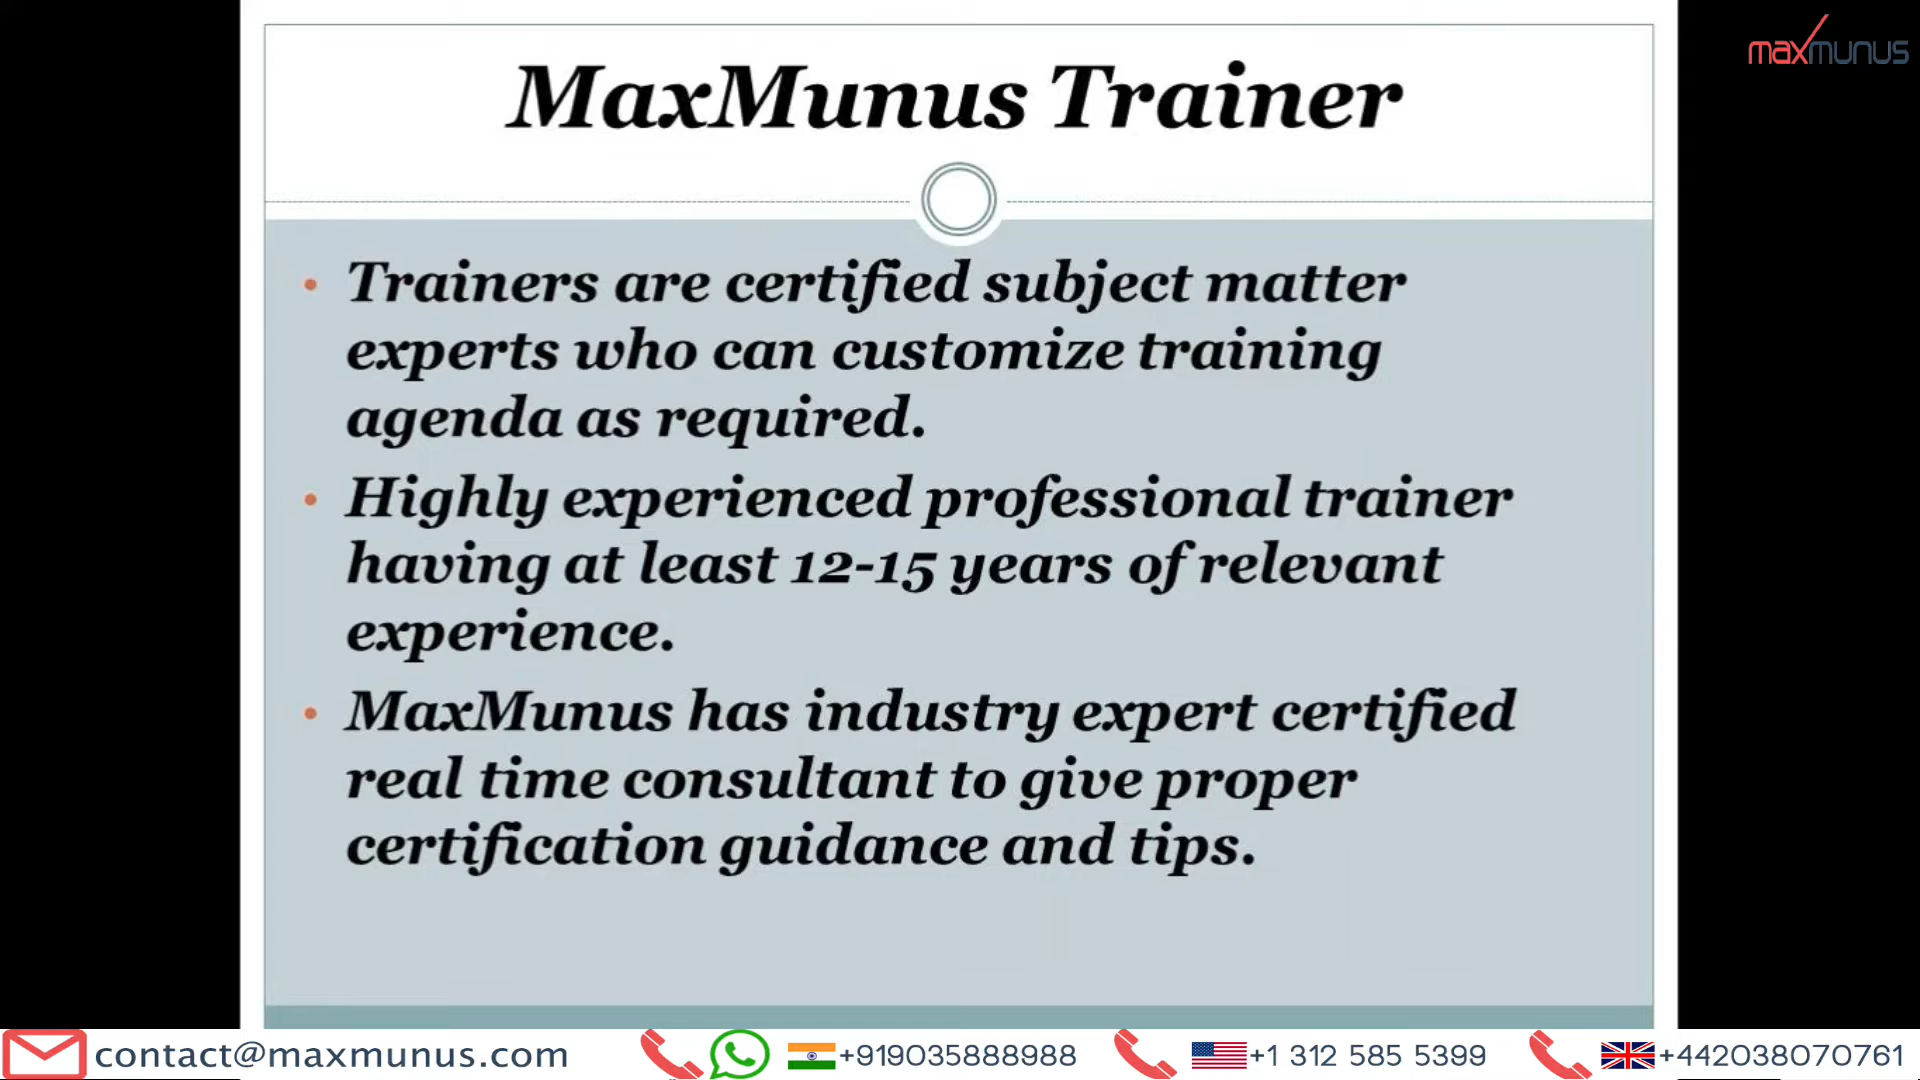 MaxMunus Trainer
maxmunus
• Trainers are certified subject matter
experts who can customize training
agenda as required.
• Highly experienced professional trainer
having at least 12-15 years of relevant
experience.
• MaxMunus has industry expert certified
real time consultant to give proper
certification guidance and tips.
contact@maxmunus.com +919035888988 +1 312 585 5399 +442038070761